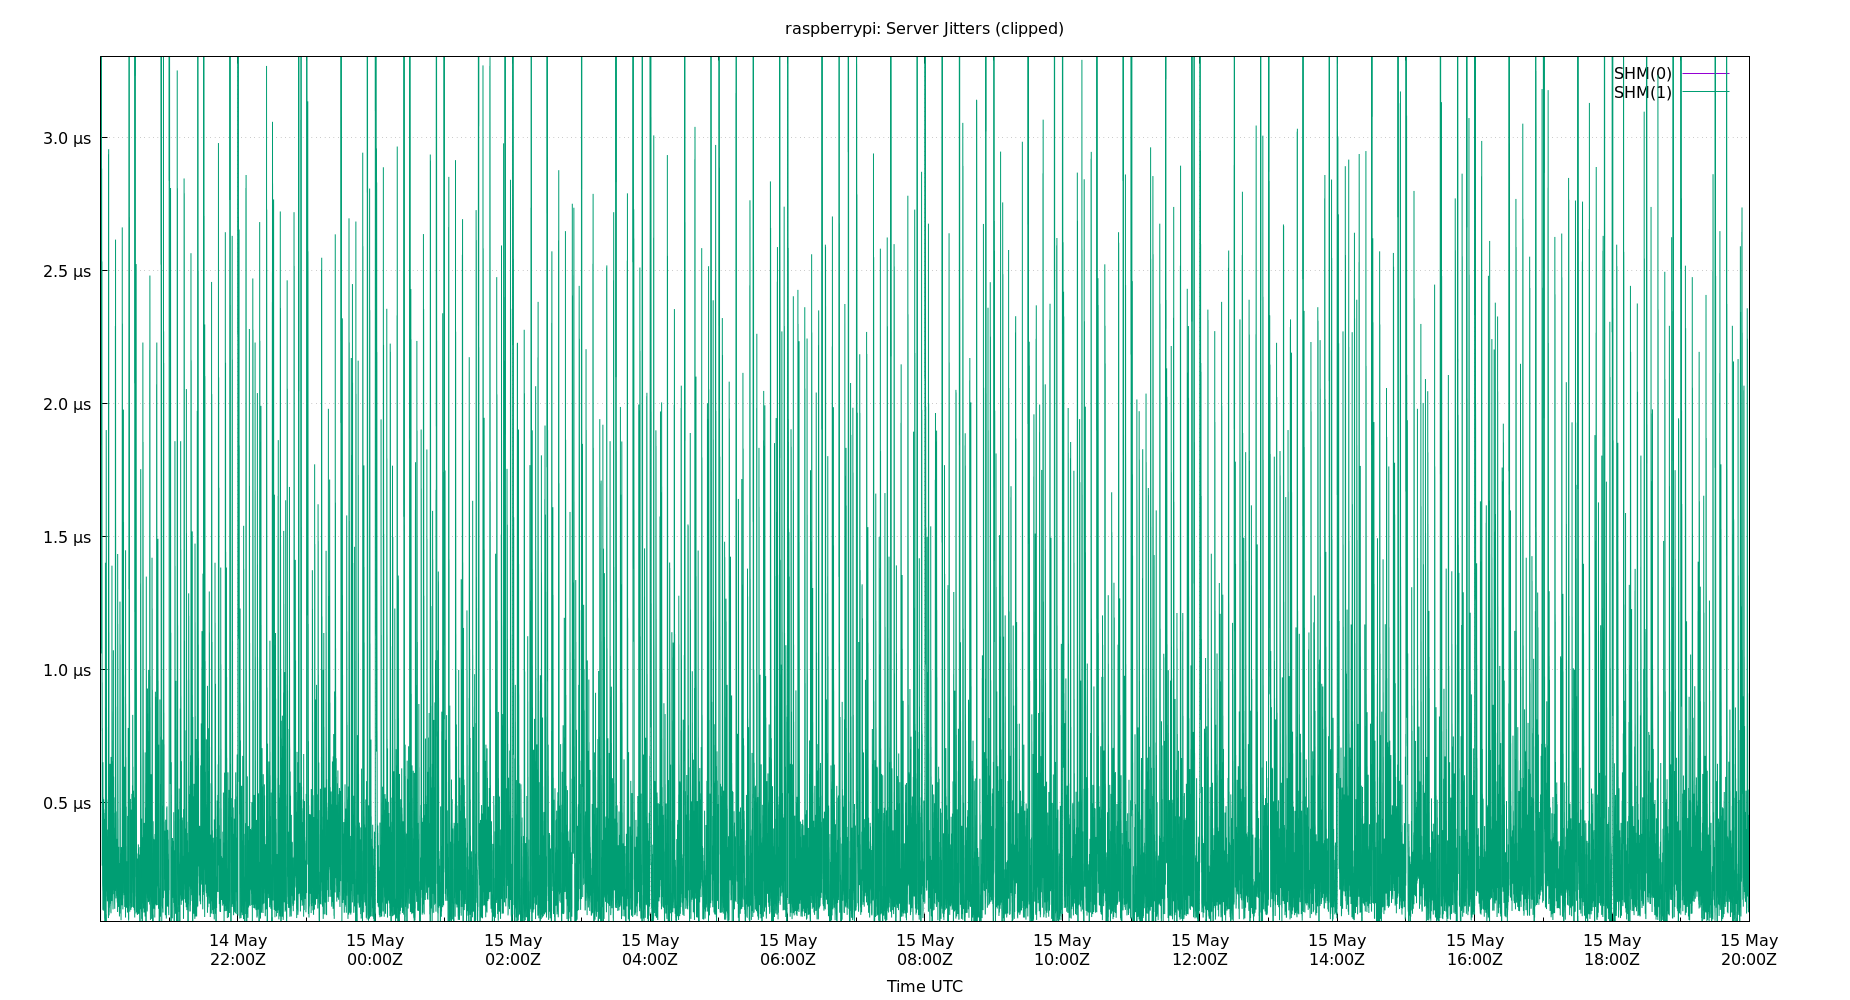 raspberrypi: Server Jitters (clipped)
SHM(0)
SHM(1)
3.0 μs
2.5 μs
2.0 μs
1.5 μs
1.0 μs
0.5 μs
14 May 15 May 15 May 15 May 15 May 15 May 15 May 15 May 15 May 15 May 15 May 15 May
22:00Z 00:00Z 02:00Z 04:00Z 06:00Z 08:00Z 10:00Z 12:00Z 14:00Z 16:00Z 18:00Z 20:00Z
Time UTC